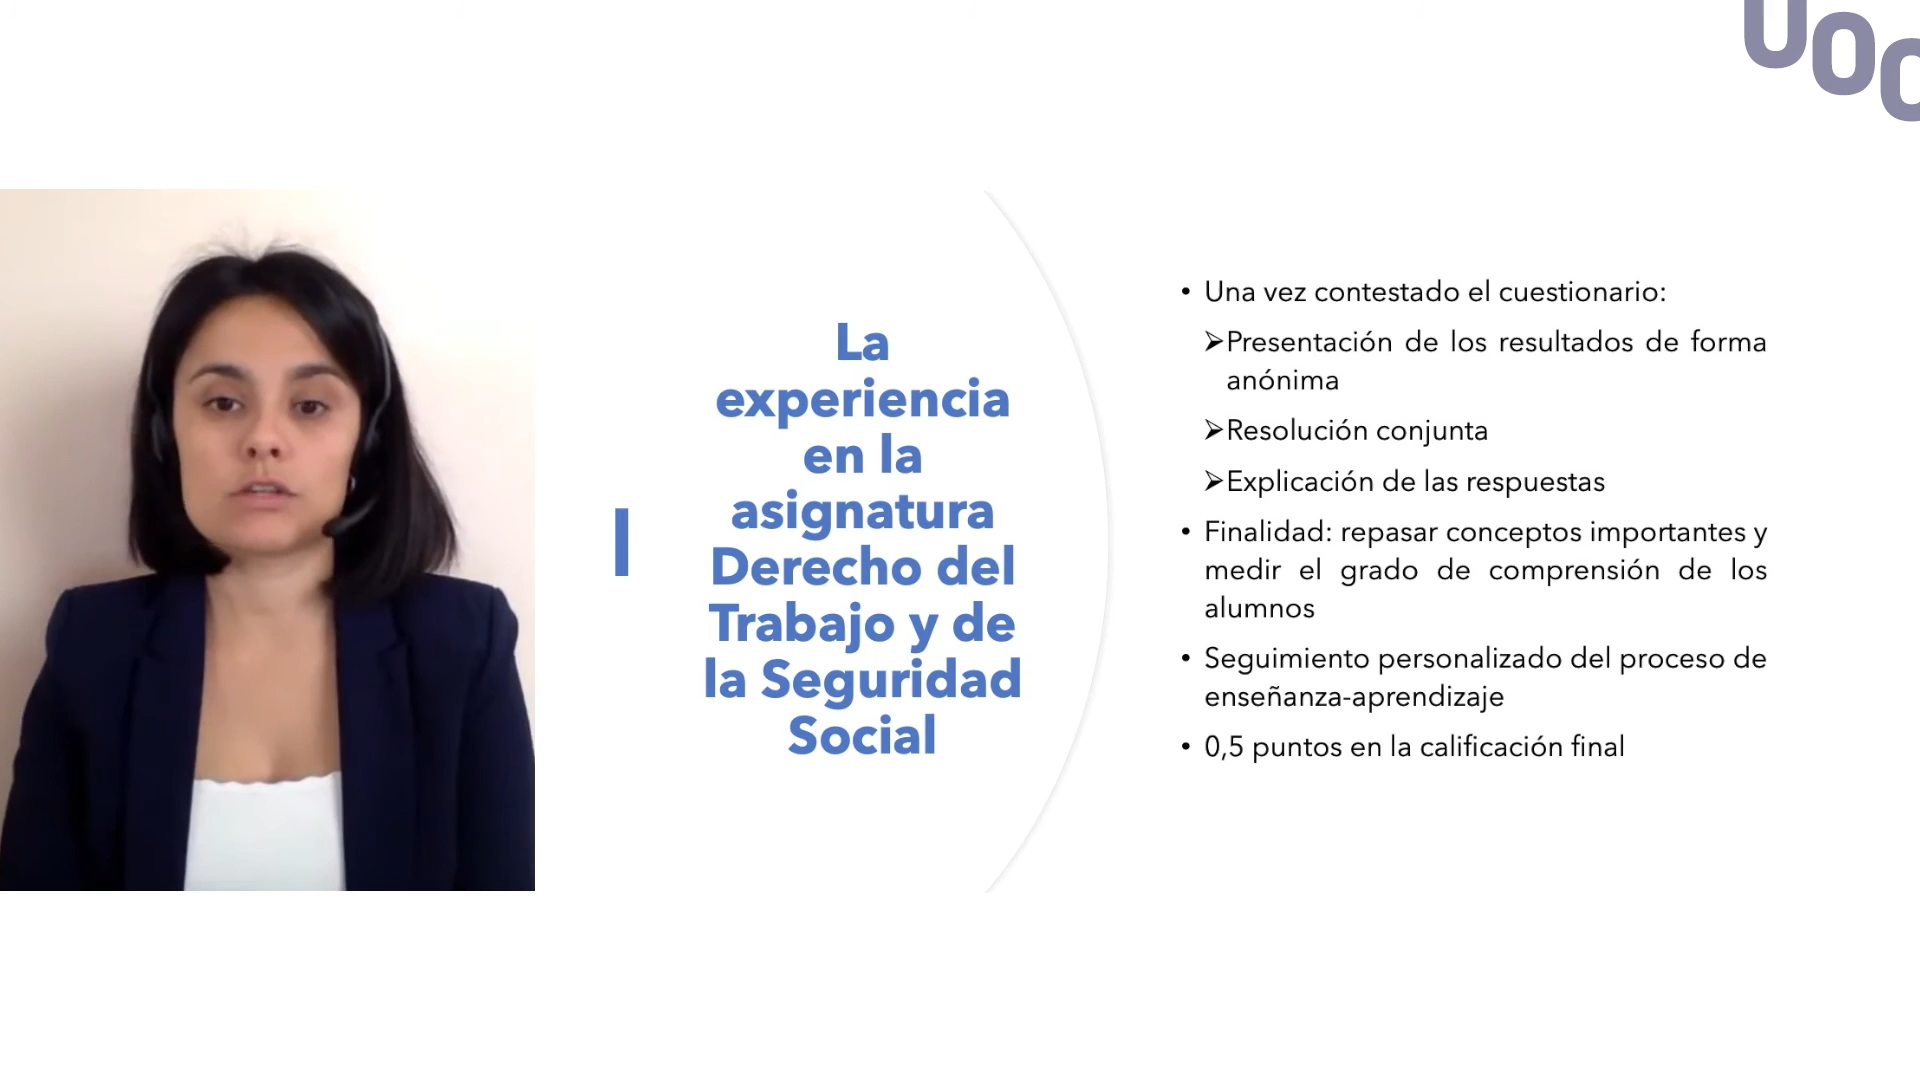 UOC
La
experiencia
en la
asignatura
Derecho del
Trabajo y de
la Seguridad
Social
• Una vez contestado el cuestionario:
➢Presentación de los resultados de forma
anónima
➢Resolución conjunta
➢Explicación de las respuestas
• Finalidad: repasar conceptos importantes y
medir el grado de comprensión de los
alumnos
• Seguimiento personalizado del proceso de
enseñanza-aprendizaje
• 0,5 puntos en la calificación final